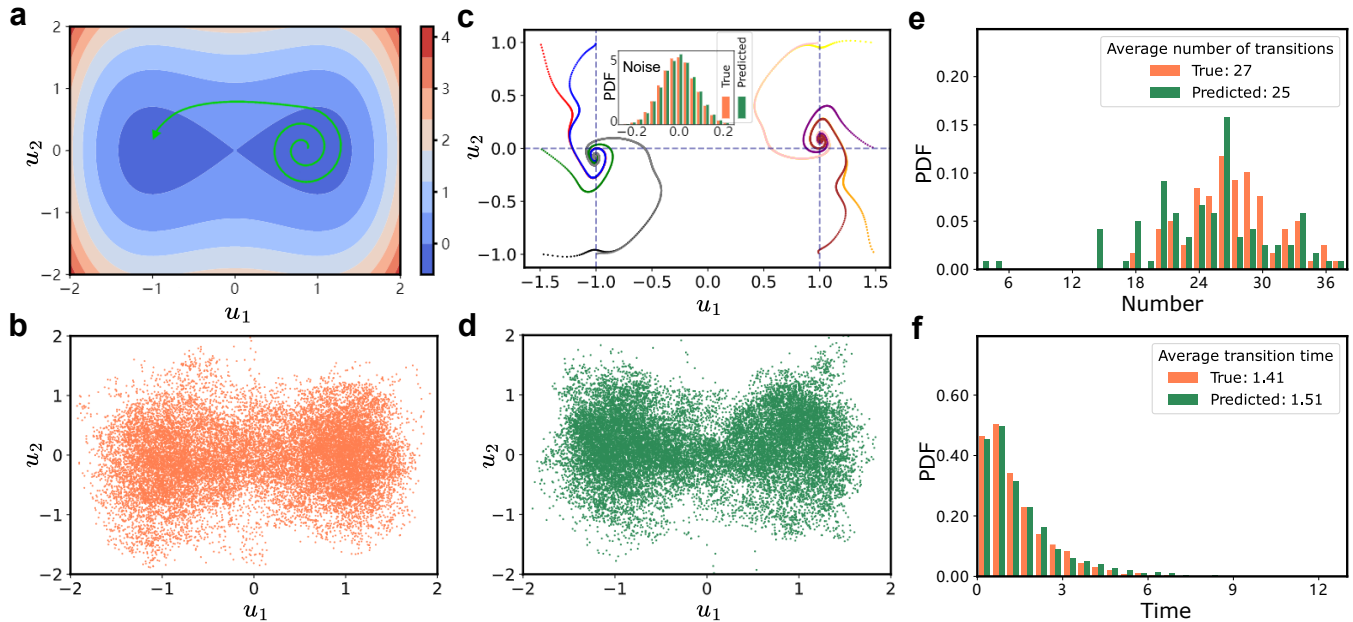 a
2
1
0
−1
−2
−2
−1
0
1
2
u2
u1
4
3
2
1
0
b
2
1
0
−1
−2
−2
−1
0
1
2
u2
u1
c
1.0
0.5
0.0
−0.5
−1.0
−1.5
−1.0
−0.5
0.0
0.5
1.0
1.5
u2
u1
Noise
PDF
5
0
−0.2
0.0
0.2
True
Predicted
d
2
1
0
−1
−2
−2
−1
0
1
2
u2
u1
e
Average number of transitions
True: 27
Predicted: 25
PDF
0.20
0.15
0.10
0.05
0.00
6
12
18
24
30
36
Number
f
Average transition time
True: 1.41
Predicted: 1.51
PDF
0.60
0.40
0.20
0.00
0
3
6
9
12
Time